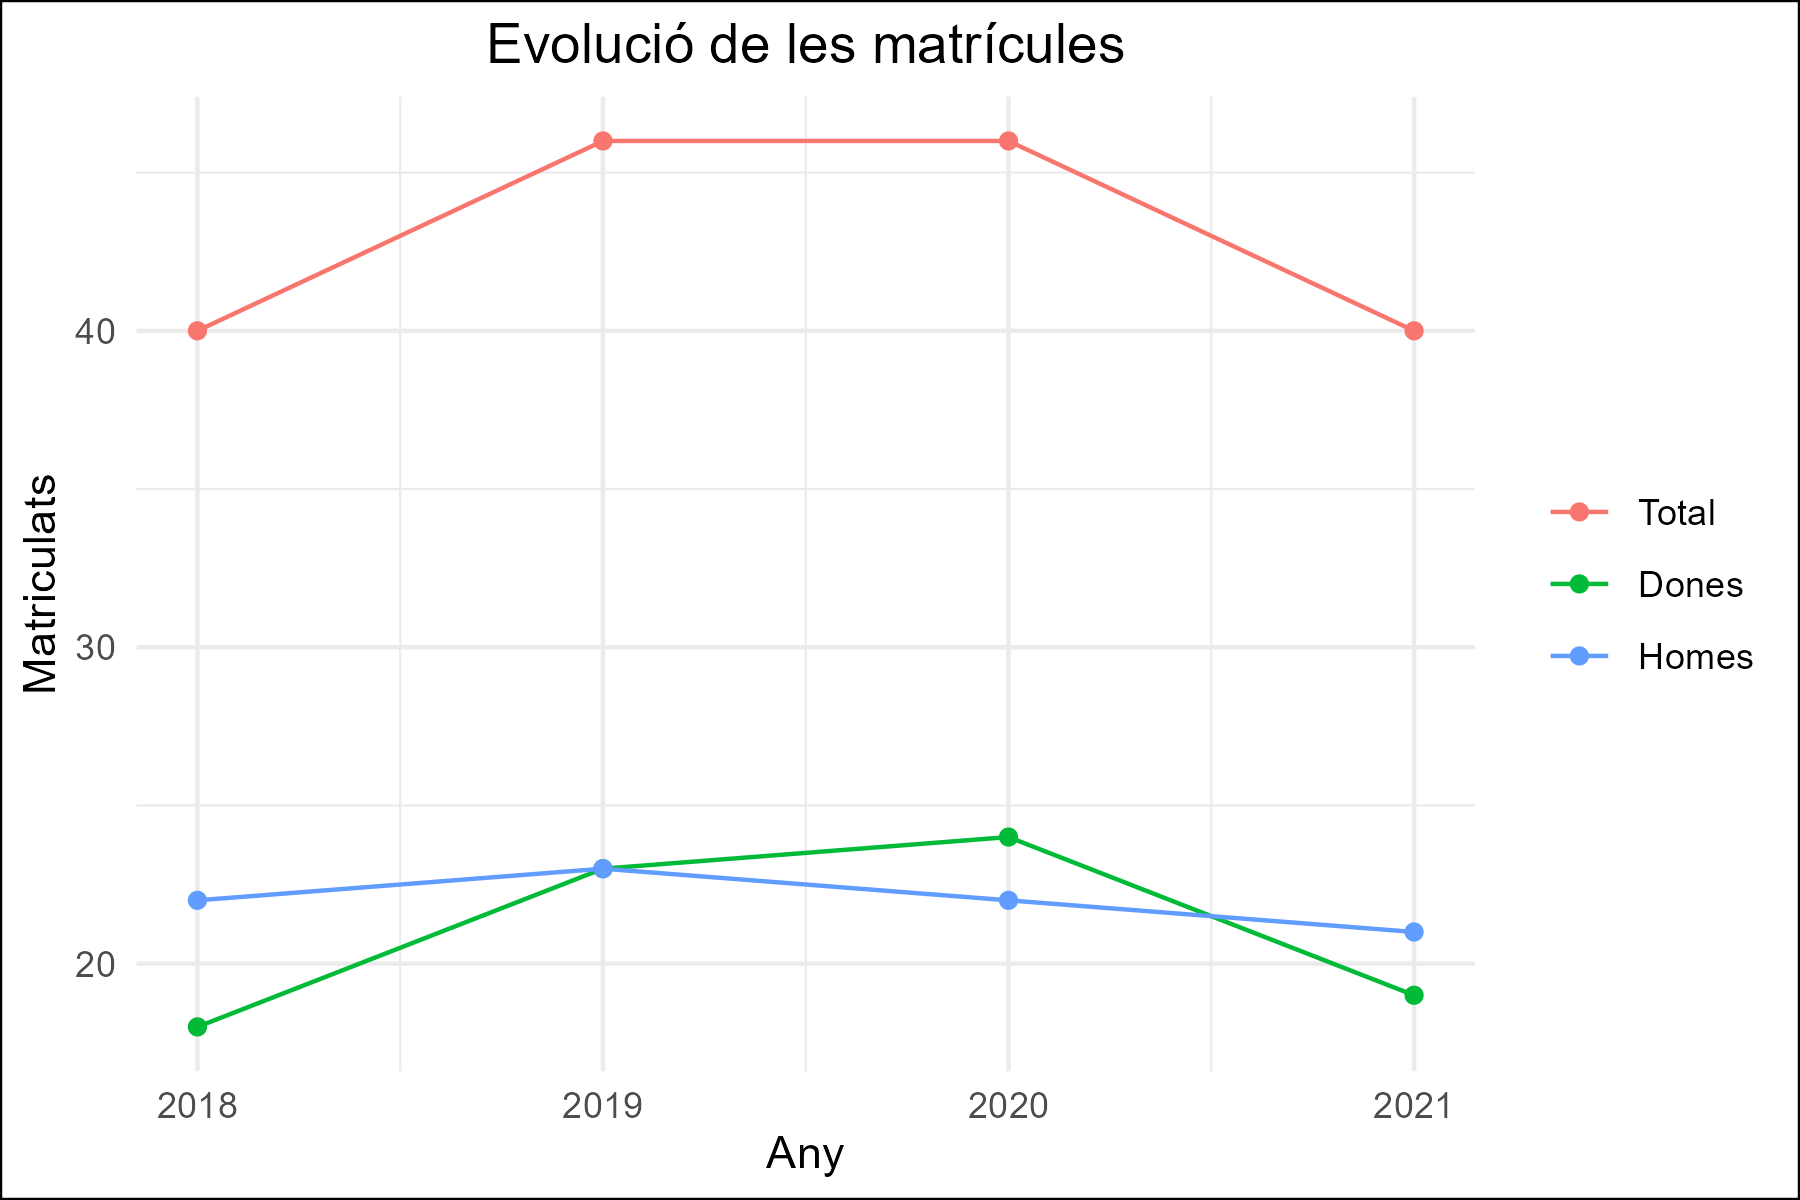 Evolució de les matrícules
Matriculats
40
30
20
2018
2019
2020
2021
Any
Total
Dones
Homes